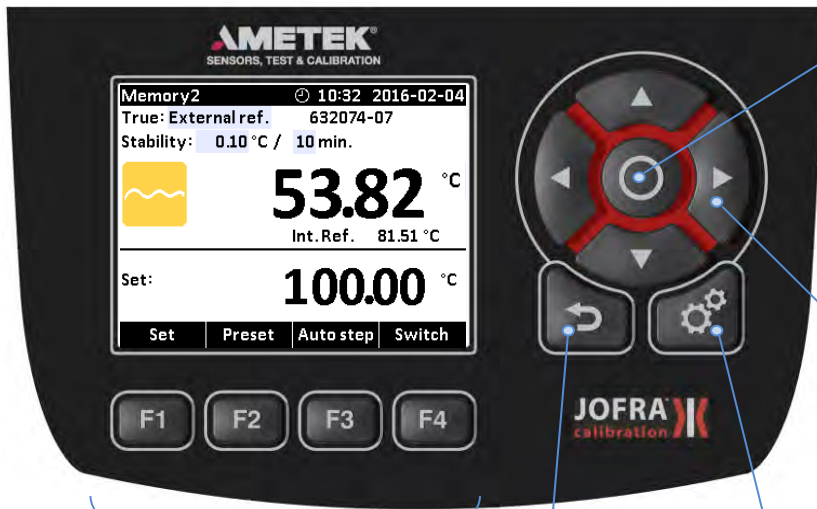 AMETEK®
SENSORS, TEST & CALIBRATION
Memory2 10:32 2016-02-04
True: External ref. 632074-07
Stability: 0.10 °C / 10 min.
53.82 °C
Int.Ref. 81.51 °C
Set: 100.00 °C
Set Preset Auto step Switch
F1 F2 F3 F4
JOFRA
calibration